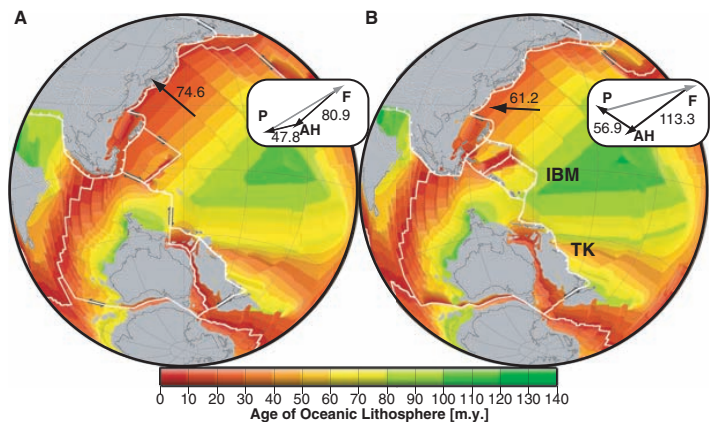 A
74.6
P
F
80.9
47.8
AH
B
61.2
P
F
56.9
AH
113.3
IBM
TK
0 10 20 30 40 50 60 70 80 90 100 110 120 130 140
Age of Oceanic Lithosphere [m.y.]